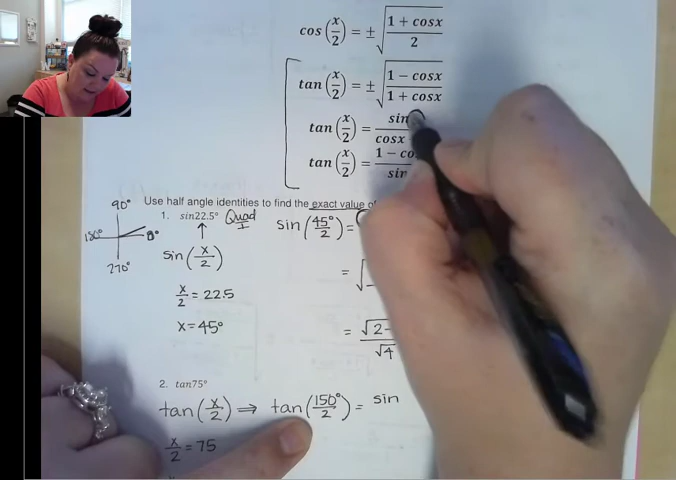 cos (x/2) = ± √((1 + cosx)/2)
tan (x/2) = ± √((1 − cosx)/(1 + cosx))
tan (x/2) = sin / cosx
tan (x/2) = 1 − co / sin
Use half angle identities to find the exact value of
90°
180° 0°
270°
1. sin22.5° Quad I
sin (x/2)
x/2 = 22.5
x = 45°
sin (45°/2) =
= √
= √2- / √4
2. tan75°
tan (x/2) ⇒ tan (150°/2) = sin
x/2 = 75